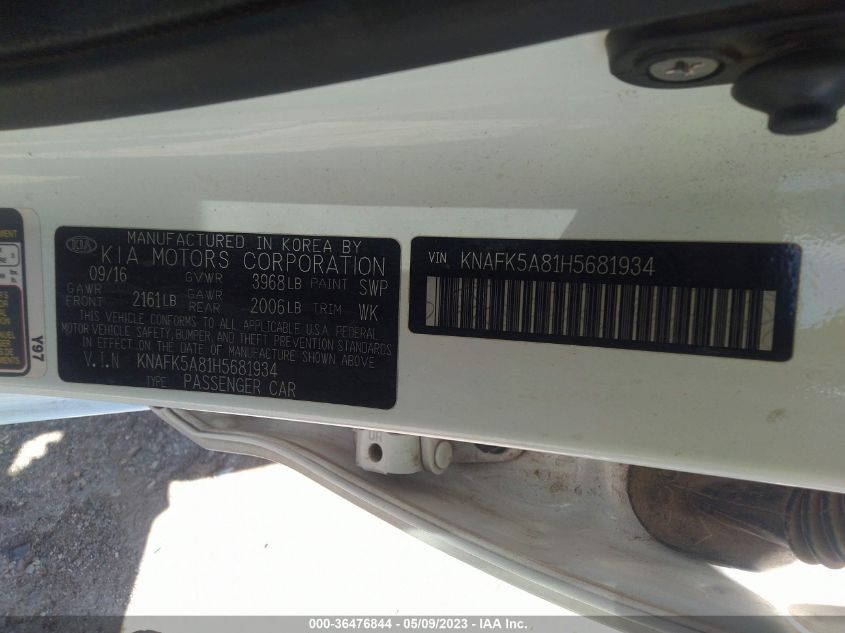 MANUFACTURED IN KOREA BY
KIA KIA MOTORS CORPORATION
09/16 GVWR 3968LB PAINT SWP
GAWR FRONT 2161LB GAWR REAR 2006LB TRIM WK
THIS VEHICLE CONFORMS TO ALL APPLICABLE U.S.A. FEDERAL
MOTOR VEHICLE SAFETY, BUMPER, AND THEFT PREVENTION STANDARDS
IN EFFECT ON THE DATE OF MANUFACTURE SHOWN ABOVE
V.I.N KNAFK5A81H5681934
TYPE PASSENGER CAR
VIN KNAFK5A81H5681934
Y97
UR
000-36476844 - 05/09/2023 - IAA Inc.